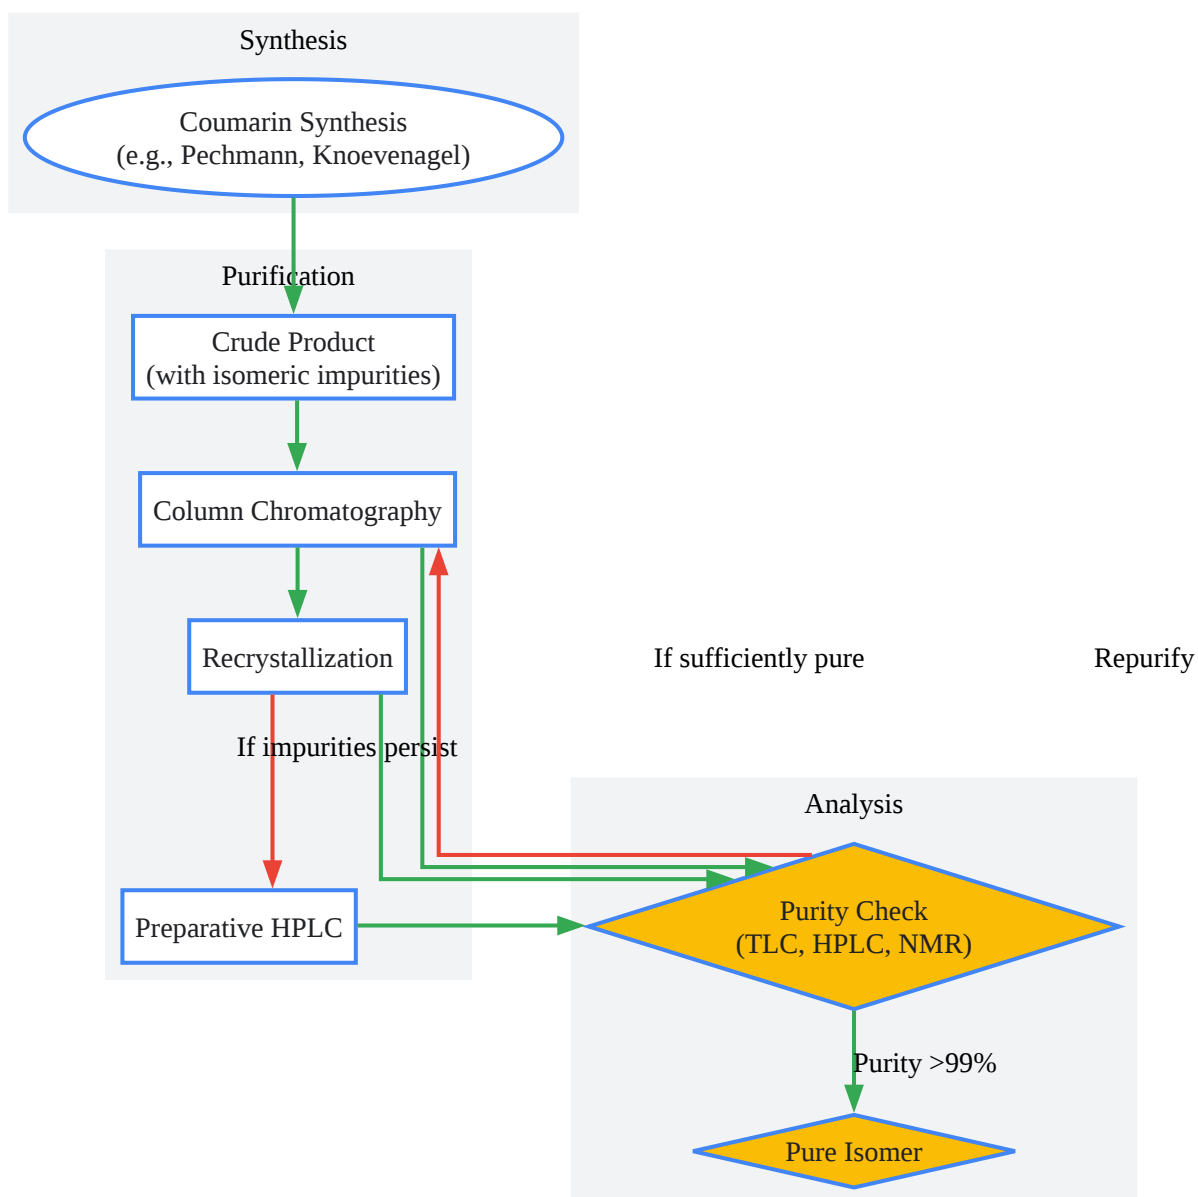 Synthesis
Coumarin Synthesis
(e.g., Pechmann, Knoevenagel)
Purification
Crude Product
(with isomeric impurities)
Column Chromatography
Recrystallization
If sufficiently pure
Repurify
If impurities persist
Analysis
Preparative HPLC
Purity Check
(TLC, HPLC, NMR)
Purity >99%
Pure Isomer